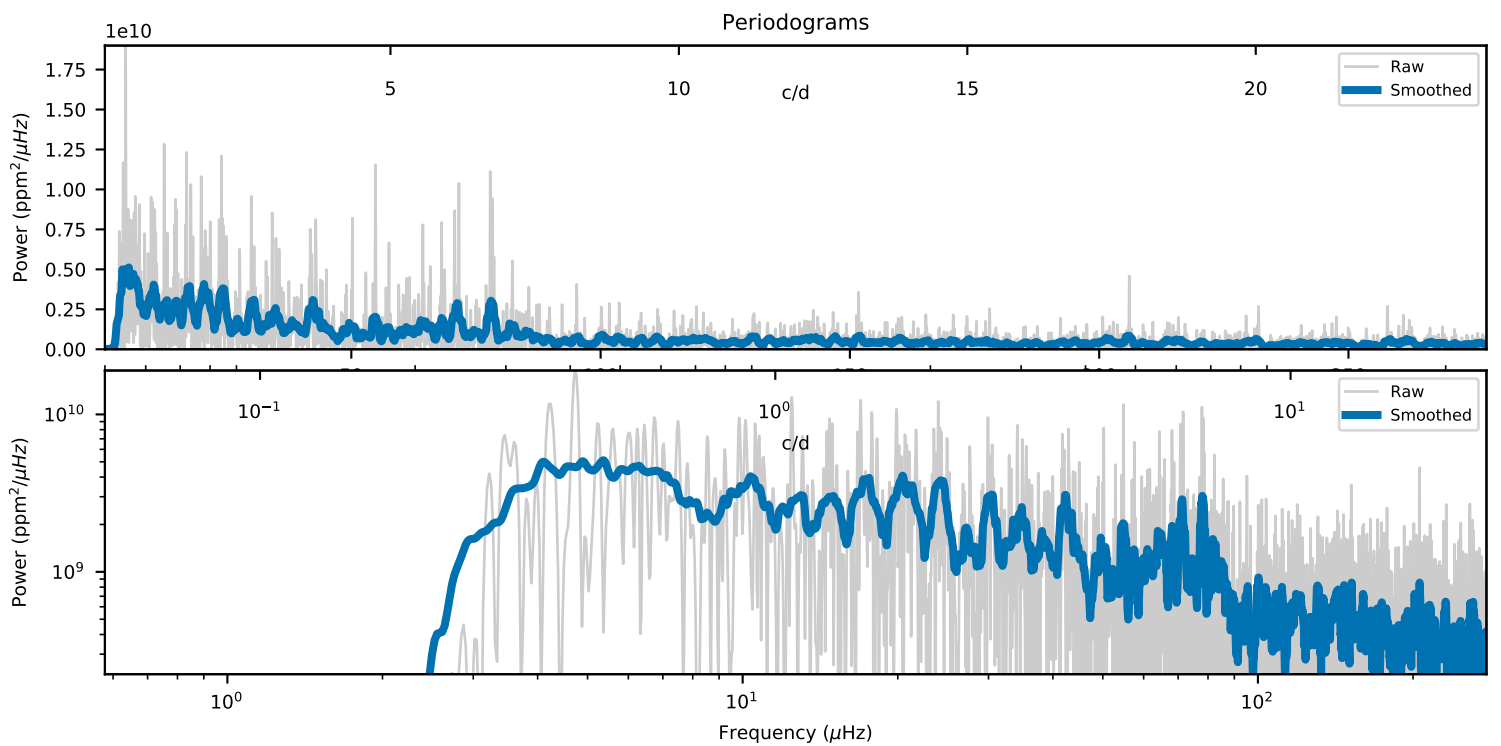 Periodograms
1e10
1.75
1.50
1.25
1.00
0.75
0.50
0.25
0.00
Power (ppm²/μHz)
5
10
15
20
c/d
Raw
Smoothed
10¹⁰
10⁹
Power (ppm²/μHz)
10⁻¹
10⁰
10¹
c/d
Raw
Smoothed
10⁰
10¹
10²
Frequency (μHz)